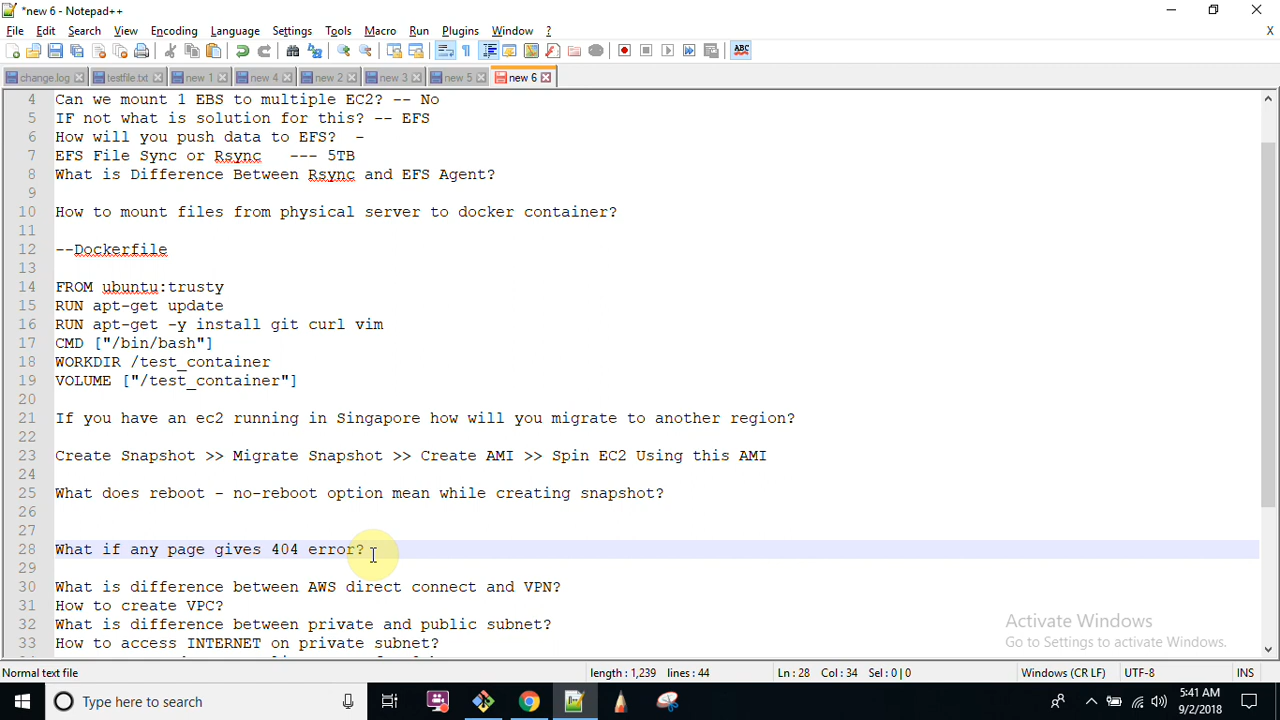 *new 6 - Notepad++
File Edit Search View Encoding Language Settings Tools Macro Run Plugins Window ? X
ABC
change.log testfile.txt new 1 new 4 new 2 new 3 new 5 new 6
4 Can we mount 1 EBS to multiple EC2? -- No
5 IF not what is solution for this? -- EFS
6 How will you push data to EFS? -
7 EFS File Sync or Rsync --- 5TB
8 What is Difference Between Rsync and EFS Agent?
9
10 How to mount files from physical server to docker container?
11
12 --Dockerfile
13
14 FROM ubuntu:trusty
15 RUN apt-get update
16 RUN apt-get -y install git curl vim
17 CMD ["/bin/bash"]
18 WORKDIR /test_container
19 VOLUME ["/test_container"]
20
21 If you have an ec2 running in Singapore how will you migrate to another region?
22
23 Create Snapshot >> Migrate Snapshot >> Create AMI >> Spin EC2 Using this AMI
24
25 What does reboot - no-reboot option mean while creating snapshot?
26
27
28 What if any page gives 404 error?
29
30 What is difference between AWS direct connect and VPN?
31 How to create VPC?
32 What is difference between private and public subnet?
33 How to access INTERNET on private subnet?
Activate Windows
Go to Settings to activate Windows.
Normal text file length : 1,239 lines : 44 Ln : 28 Col : 34 Sel : 0 | 0 Windows (CR LF) UTF-8 INS
Type here to search
5:41 AM
9/2/2018